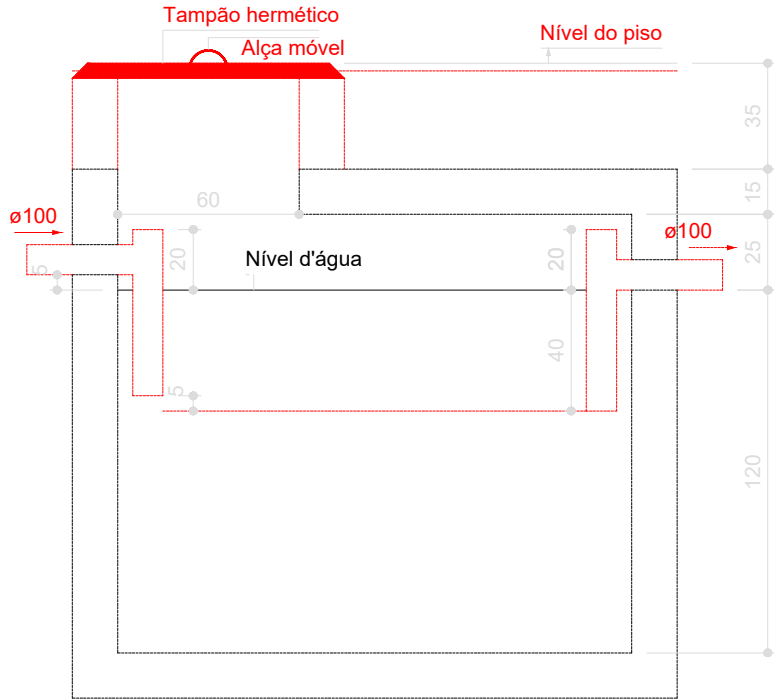 Tampão hermético
Nível do piso
Alça móvel
35
15
60
ø100
ø100
20
20
25
5
Nível d'água
40
5
120